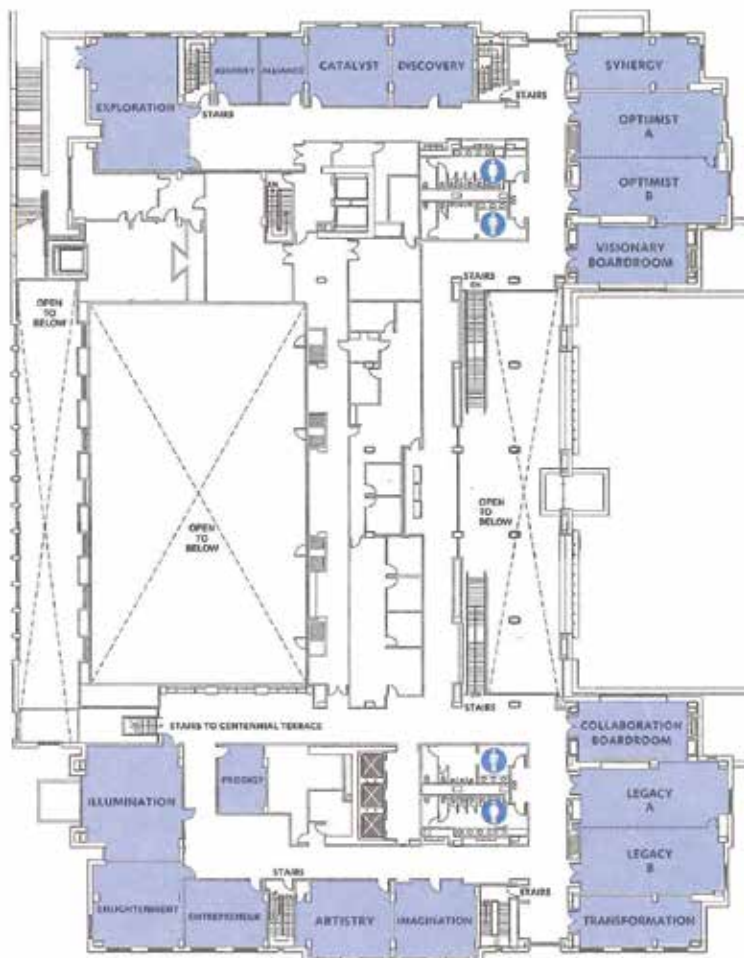 CATALYST
DISCOVERY
SYNERGY
ALLIANCE
EXPLORATION
STAIRS
STAIRS
OPTIMIST
A
OPTIMIST
B
VISIONARY
BOARDROOM
STAIRS
DN
OPEN
TO
BELOW
OPEN
TO
BELOW
OPEN
TO
BELOW
STAIRS
STAIRS TO CENTENNIAL TERRACE
COLLABORATION
BOARDROOM
PRODIGY
ILLUMINATION
LEGACY
A
LEGACY
B
STAIRS
STAIRS
ENLIGHTENMENT
ENTREPRENEUR
ARTISTRY
IMAGINATION
TRANSFORMATION